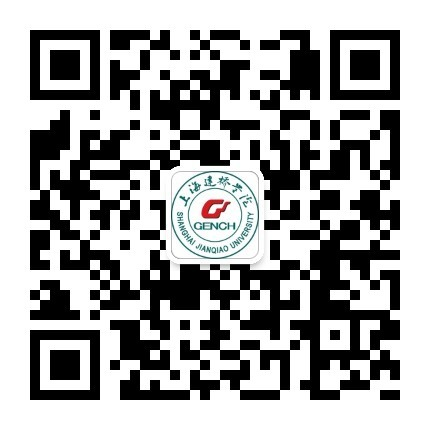 上海建桥学院
GENCH
SHANGHAI JIANQIAO UNIVERSITY